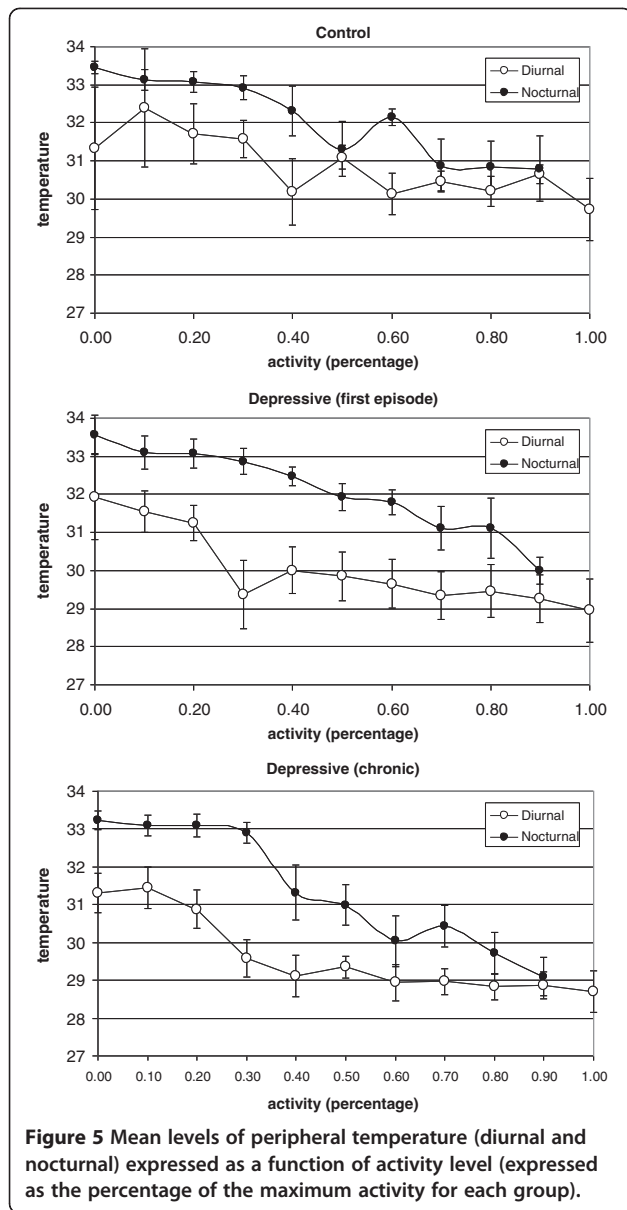 Control
34
33
32
31
30
29
28
27
temperature
Diurnal
Nocturnal
0.00 0.20 0.40 0.60 0.80 1.00
activity (percentage)
Depressive (first episode)
34
33
32
31
30
29
28
27
temperature
Diurnal
Nocturnal
0.00 0.20 0.40 0.60 0.80 1.00
activity (percentage)
Depressive (chronic)
34
33
32
31
30
29
28
27
temperature
Diurnal
Nocturnal
0.00 0.10 0.20 0.30 0.40 0.50 0.60 0.70 0.80 0.90 1.00
activity (percentage)
Figure 5 Mean levels of peripheral temperature (diurnal and
nocturnal) expressed as a function of activity level (expressed
as the percentage of the maximum activity for each group).